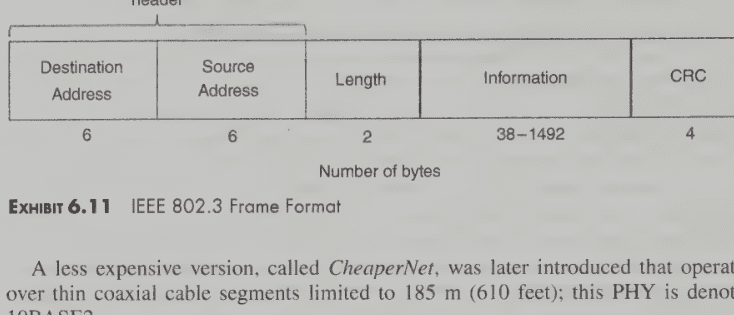 header
Destination Address
Source Address
Length
Information
CRC
6
6
2
38–1492
4
Number of bytes
EXHIBIT 6.11 IEEE 802.3 Frame Format
A less expensive version, called CheaperNet, was later introduced that operat
over thin coaxial cable segments limited to 185 m (610 feet); this PHY is denot
10BASE2